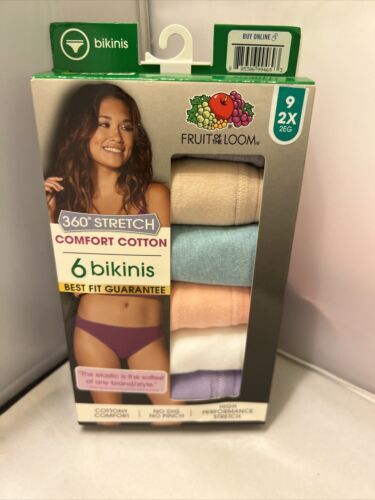 bikinis
BUY ONLINE
FRUIT OF THE LOOM®
9
2X
2EG
360° STRETCH
COMFORT COTTON
6 bikinis
BEST FIT GUARANTEE
"The elastic is the softest
of any brand/style."
COTTONY
COMFORT
NO DIG
NO PINCH
HIGH
PERFORMANCE
STRETCH